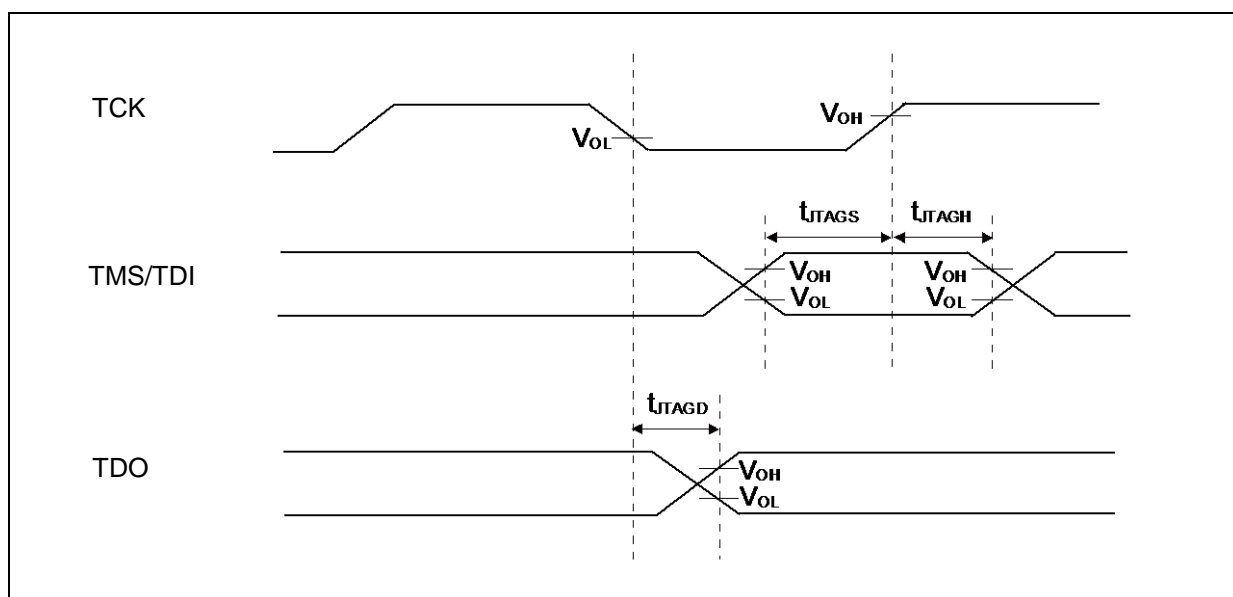 TCK
VOL
VOH
tJTAGS
tJTAGH
TMS/TDI
VOH
VOL
VOH
VOL
tJTAGD
TDO
VOH
VOL